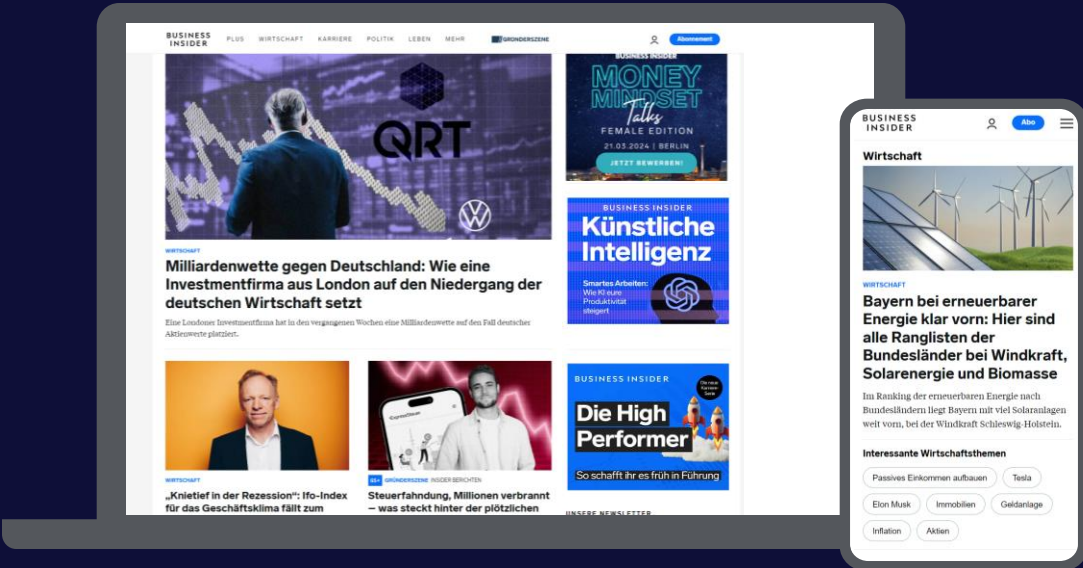 BUSINESS
INSIDER
PLUS WIRTSCHAFT KARRIERE POLITIK LEBEN MEHR GRÜNDERSZENE
Abonnement
QRT
WIRTSCHAFT
Milliardenwette gegen Deutschland: Wie eine
Investmentfirma aus London auf den Niedergang der
deutschen Wirtschaft setzt
Eine Londoner Investmentfirma hat in den vergangenen Wochen eine Milliardenwette auf den Fall deutscher
Aktienwerte platziert.
WIRTSCHAFT
„Knietief in der Rezession“: Ifo-Index
für das Geschäftsklima fällt zum
GRÜNDERSZENE INSIDER BERICHTEN
Steuerfahndung, Millionen verbrannt
– was steckt hinter der plötzlichen
BUSINESS INSIDER
MONEY
MINDSET
Talks
FEMALE EDITION
21.03.2024 | BERLIN
JETZT BEWERBEN!
BUSINESS INSIDER
Künstliche
Intelligenz
Smartes Arbeiten:
Wie KI eure
Produktivität
steigert
BUSINESS INSIDER
Die neue
Karriere-
Serie
Die High
Performer
So schafft ihr es früh in Führung
UNSERE NEWSLETTER
BUSINESS
INSIDER
Abo
Wirtschaft
WIRTSCHAFT
Bayern bei erneuerbarer
Energie klar vorn: Hier sind
alle Ranglisten der
Bundesländer bei Windkraft,
Solarenergie und Biomasse
Im Ranking der erneuerbaren Energie nach
Bundesländern liegt Bayern mit viel Solaranlagen
weit vorn, bei der Windkraft Schleswig-Holstein.
Interessante Wirtschaftsthemen
Passives Einkommen aufbauen Tesla
Elon Musk Immobilien Geldanlage
Inflation Aktien